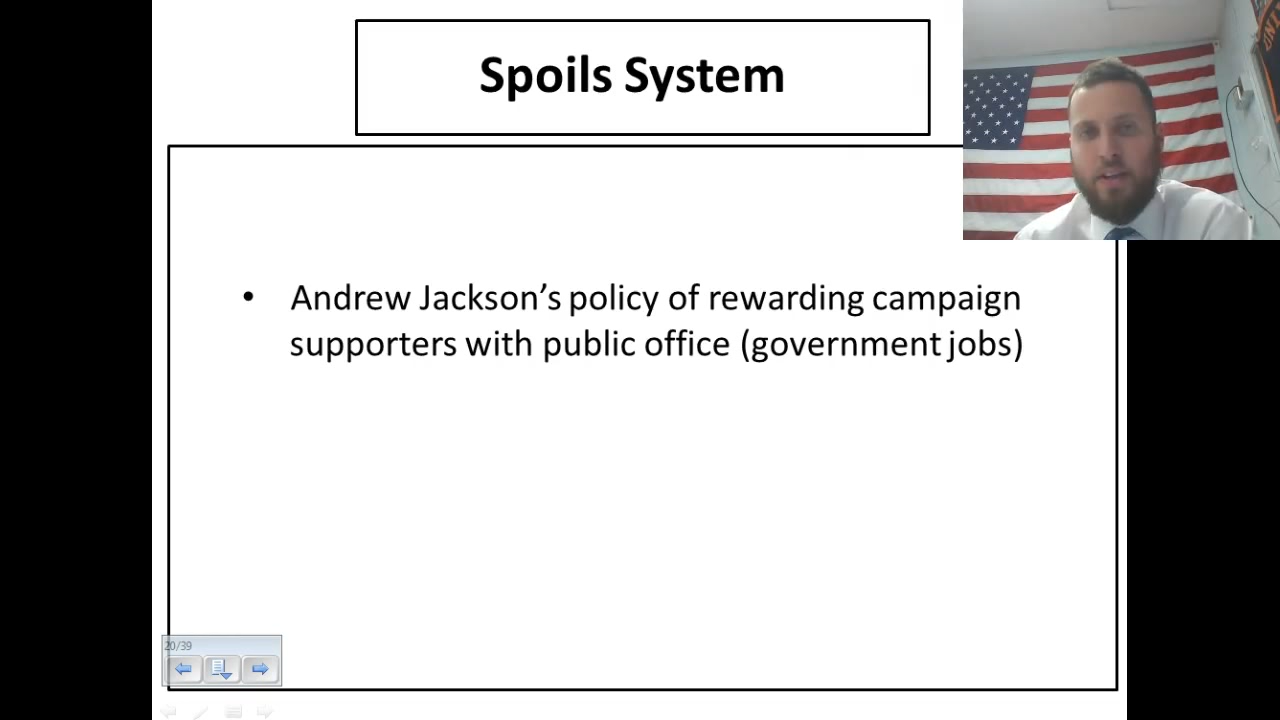 Spoils System
• Andrew Jackson’s policy of rewarding campaign
supporters with public office (government jobs)
20/39